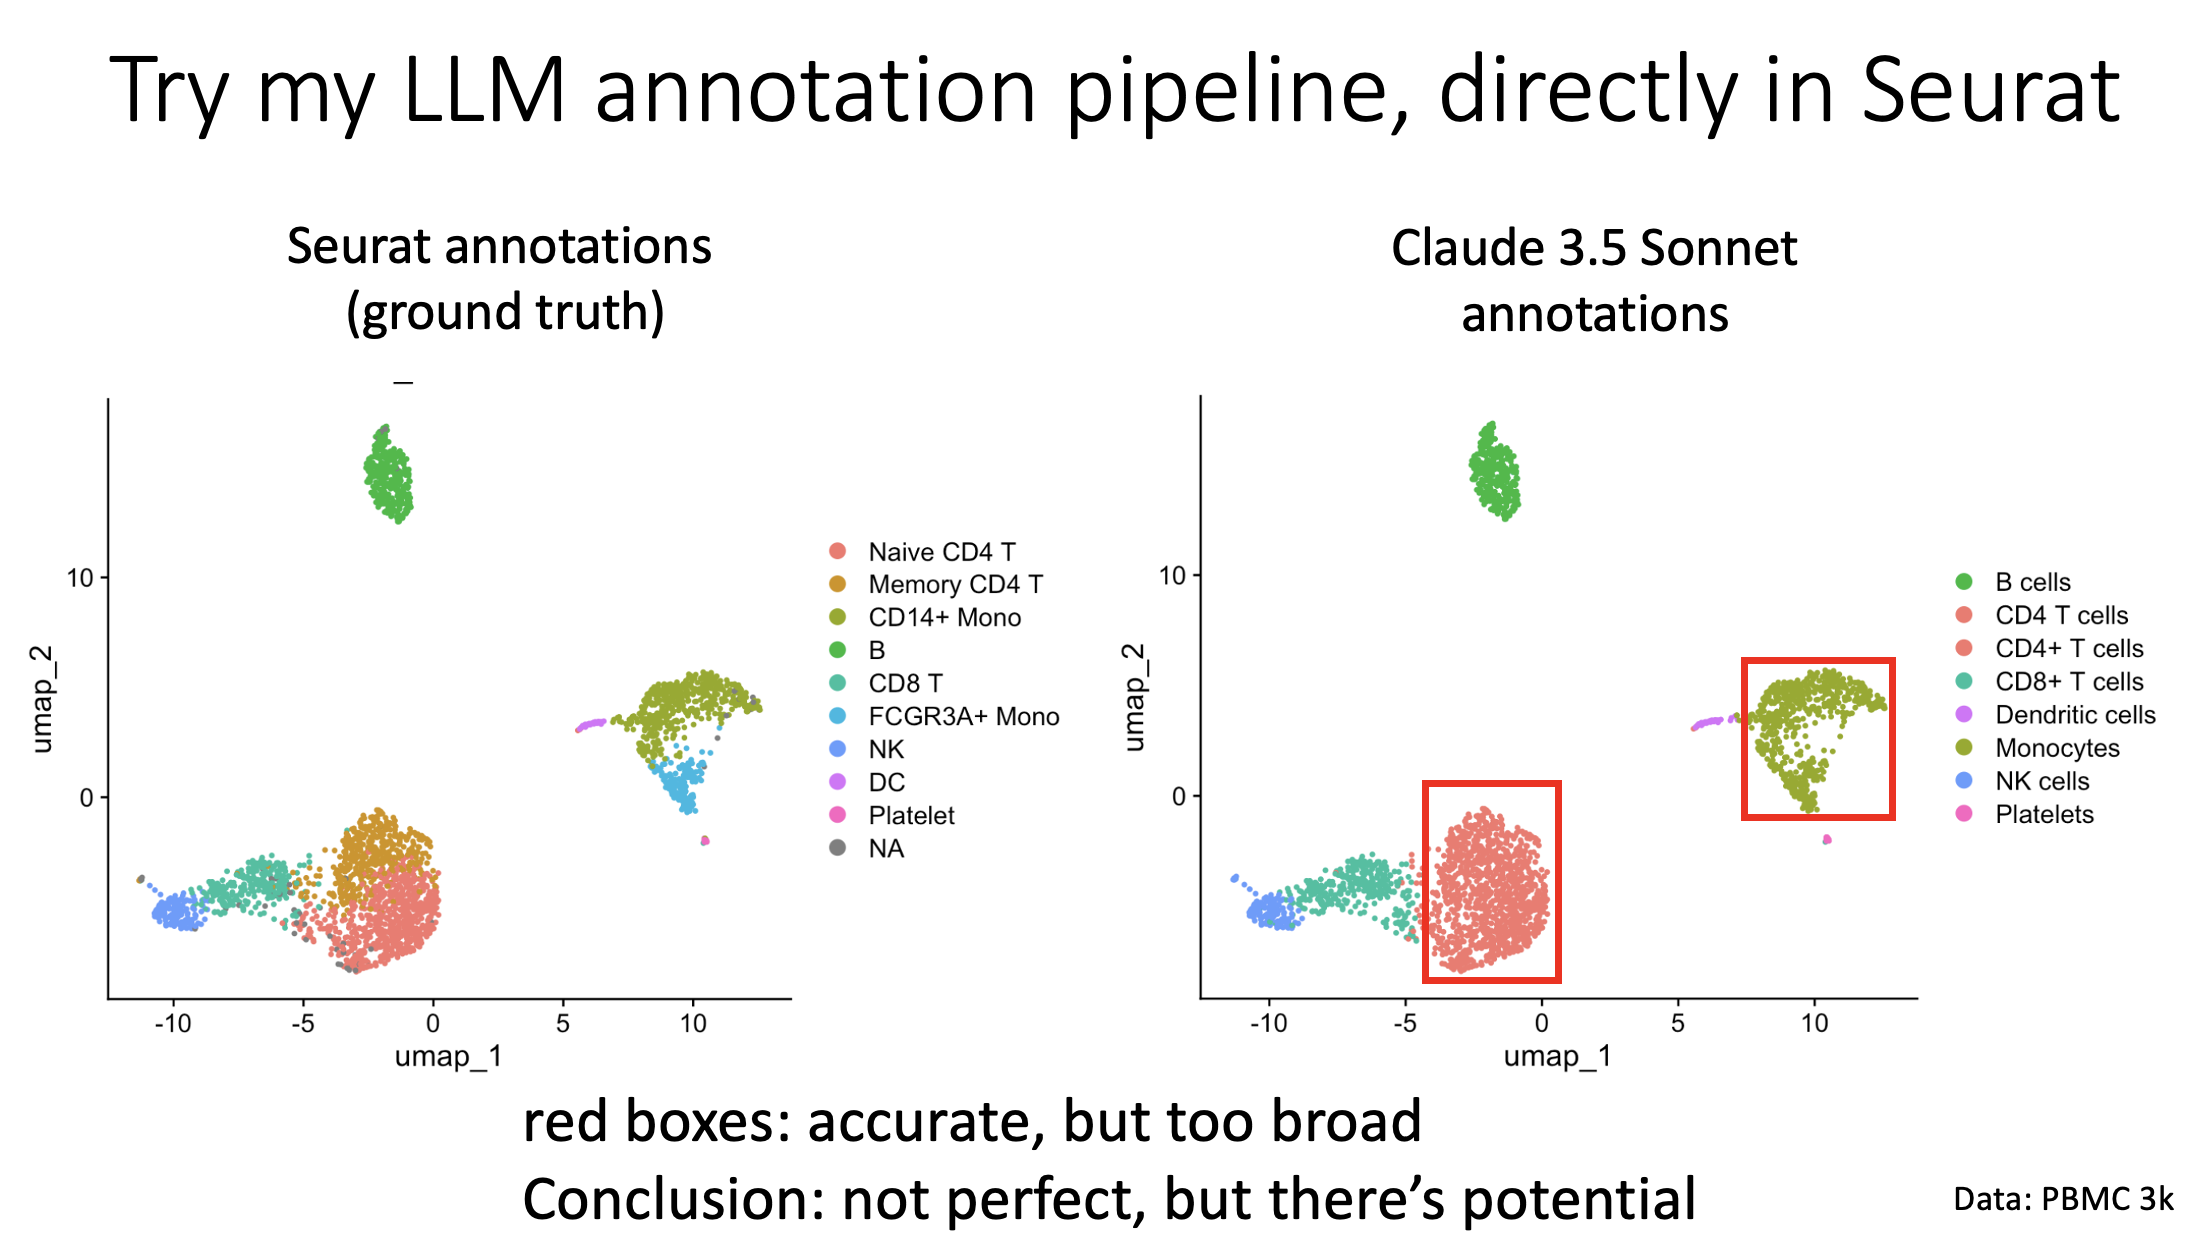 Try my LLM annotation pipeline, directly in Seurat
Seurat annotations
(ground truth)
umap_2
10
0
-10
-5
0
5
10
umap_1
Naive CD4 T
Memory CD4 T
CD14+ Mono
B
CD8 T
FCGR3A+ Mono
NK
DC
Platelet
NA
Claude 3.5 Sonnet
annotations
umap_2
10
0
-10
-5
0
5
10
umap_1
B cells
CD4 T cells
CD4+ T cells
CD8+ T cells
Dendritic cells
Monocytes
NK cells
Platelets
red boxes: accurate, but too broad
Conclusion: not perfect, but there’s potential
Data: PBMC 3k